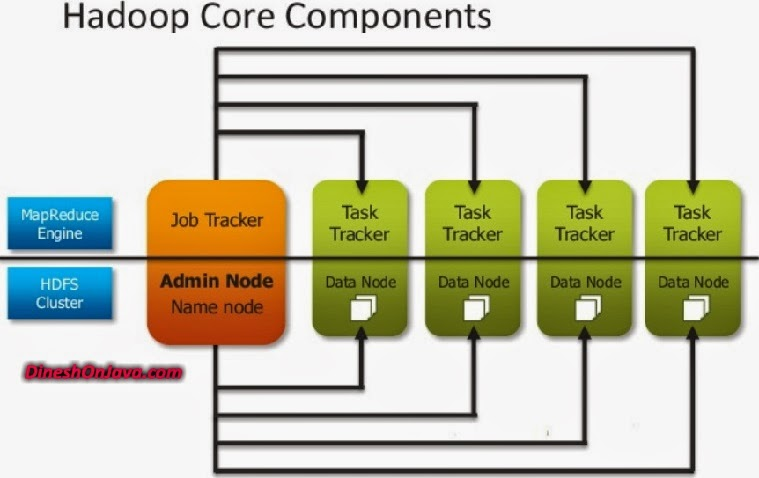 Hadoop Core Components
MapReduce
Engine
Job Tracker
Task
Tracker
Task
Tracker
Task
Tracker
Task
Tracker
HDFS
Cluster
Admin Node
Name node
Data Node
Data Node
Data Node
Data Node
DineshOnJava.com